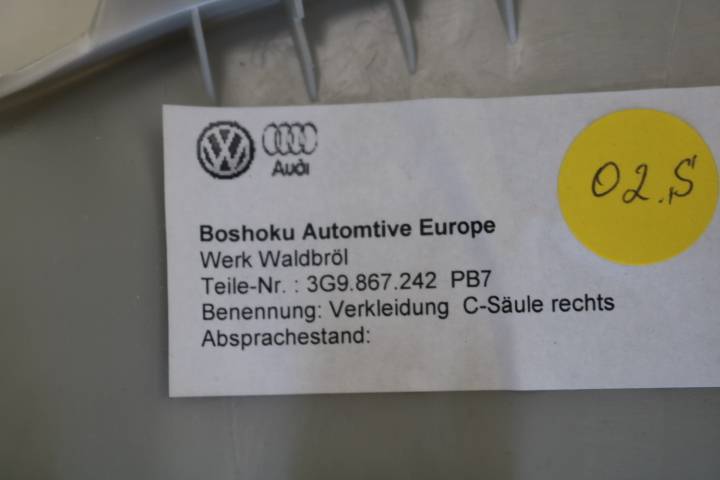 Audi
02.S
Boshoku Automtive Europe
Werk Waldbröl
Teile-Nr. : 3G9.867.242 PB7
Benennung: Verkleidung C-Säule rechts
Absprachestand: